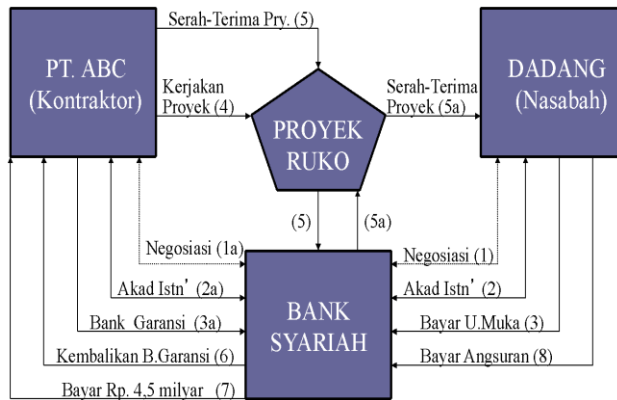 Serah-Terima Pry. (5)
PT. ABC
(Kontraktor)
Kerjakan
Proyek (4)
PROYEK
RUKO
Serah-Terima
Proyek (5a)
DADANG
(Nasabah)
(5)
(5a)
Negosiasi (1a)
Negosiasi (1)
Akad Istn' (2a)
Akad Istn' (2)
BANK
SYARIAH
Bank Garansi (3a)
Bayar U.Muka (3)
Kembalikan B.Garansi (6)
Bayar Angsuran (8)
Bayar Rp. 4,5 milyar (7)